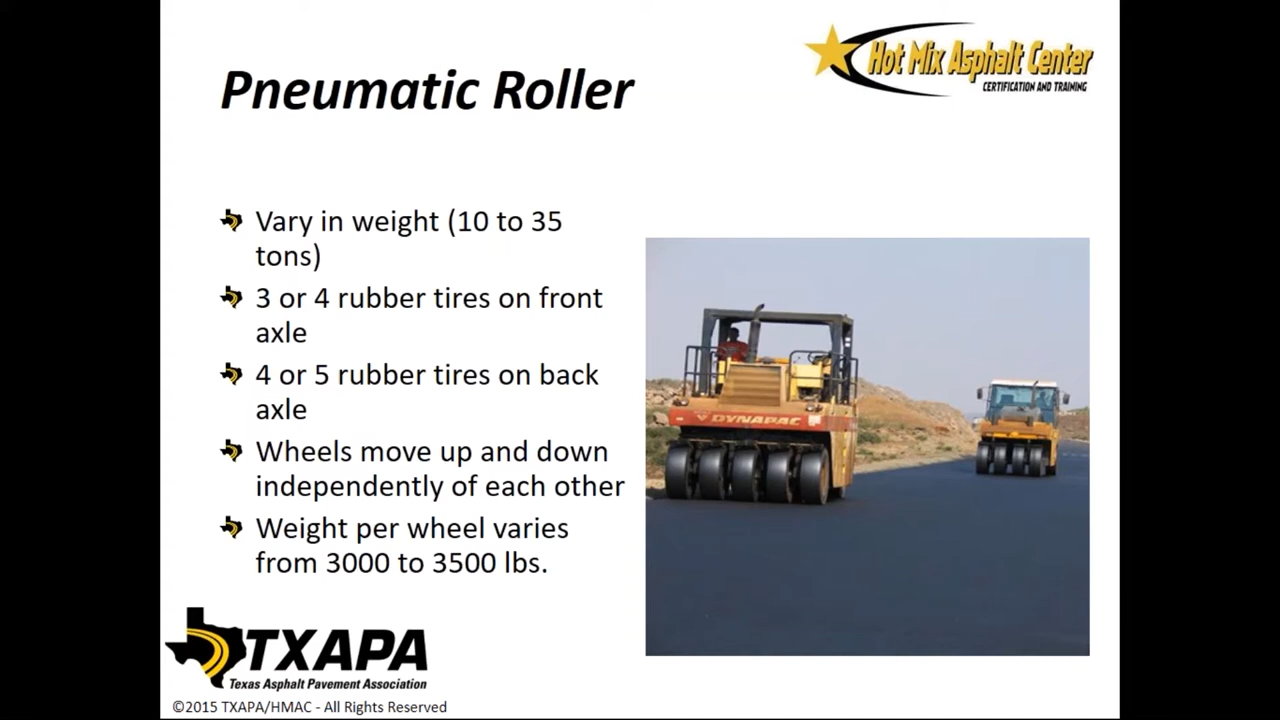 Hot Mix Asphalt Center
CERTIFICATION AND TRAINING
Pneumatic Roller
Vary in weight (10 to 35
tons)
3 or 4 rubber tires on front
axle
4 or 5 rubber tires on back
axle
Wheels move up and down
independently of each other
Weight per wheel varies
from 3000 to 3500 lbs.
DYNAPAC
TXAPA
Texas Asphalt Pavement Association
©2015 TXAPA/HMAC - All Rights Reserved